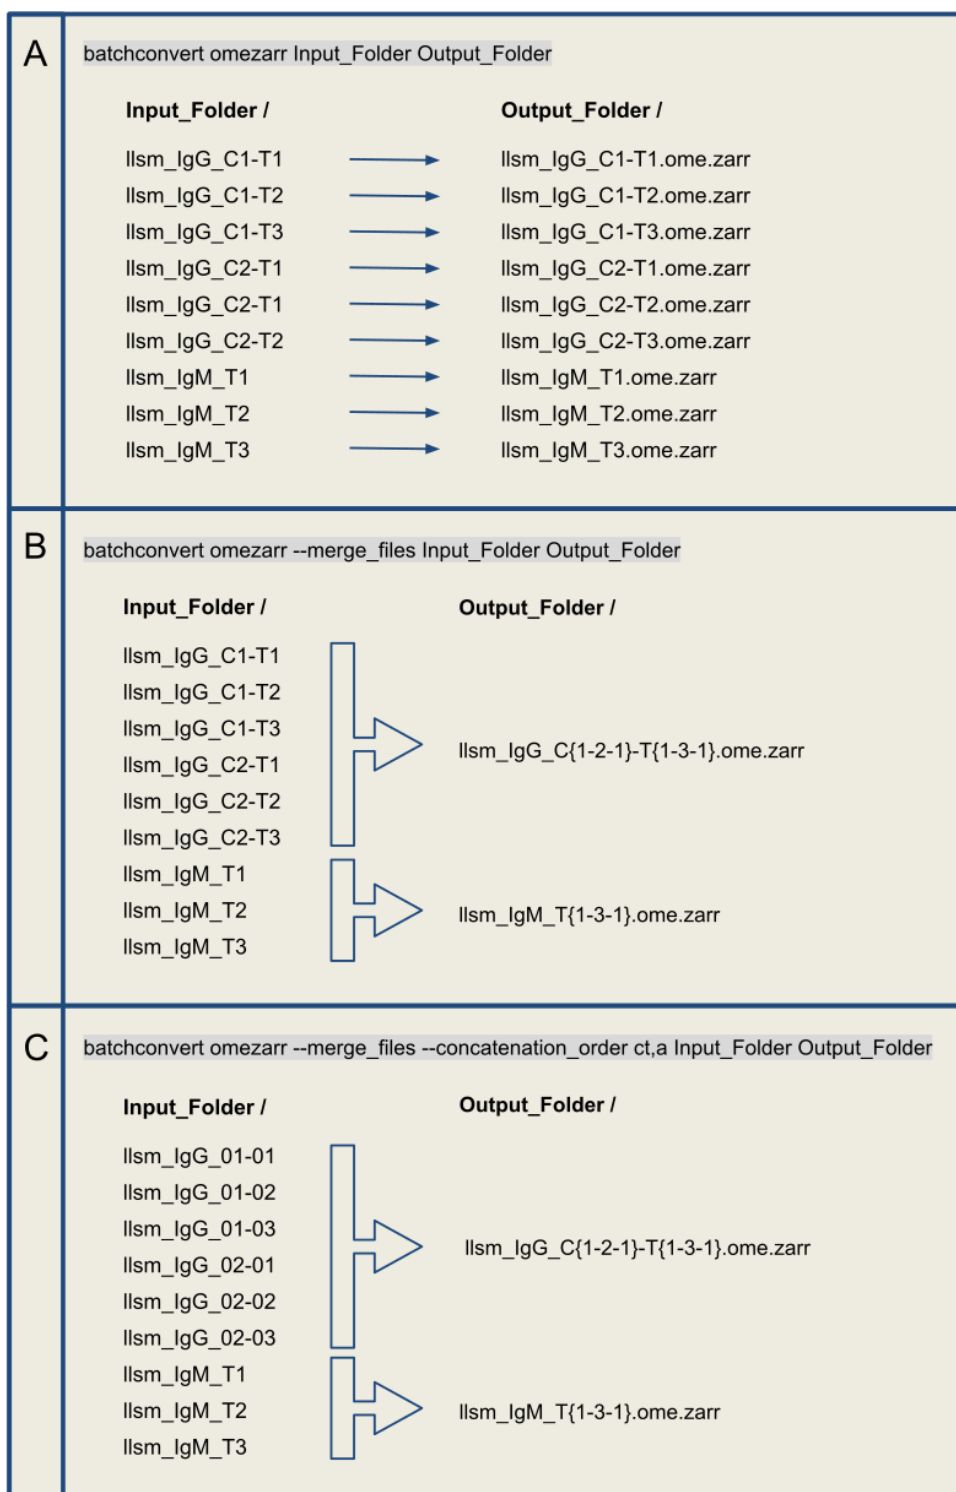 A
batchconvert omezarr Input_Folder Output_Folder
Input_Folder / Output_Folder /
llsm_IgG_C1-T1 llsm_IgG_C1-T1.ome.zarr
llsm_IgG_C1-T2 llsm_IgG_C1-T2.ome.zarr
llsm_IgG_C1-T3 llsm_IgG_C1-T3.ome.zarr
llsm_IgG_C2-T1 llsm_IgG_C2-T1.ome.zarr
llsm_IgG_C2-T1 llsm_IgG_C2-T2.ome.zarr
llsm_IgG_C2-T2 llsm_IgG_C2-T3.ome.zarr
llsm_IgM_T1 llsm_IgM_T1.ome.zarr
llsm_IgM_T2 llsm_IgM_T2.ome.zarr
llsm_IgM_T3 llsm_IgM_T3.ome.zarr
B
batchconvert omezarr --merge_files Input_Folder Output_Folder
Input_Folder / Output_Folder /
llsm_IgG_C1-T1
llsm_IgG_C1-T2
llsm_IgG_C1-T3
llsm_IgG_C2-T1
llsm_IgG_C2-T2
llsm_IgG_C2-T3
llsm_IgG_C{1-2-1}-T{1-3-1}.ome.zarr
llsm_IgM_T1
llsm_IgM_T2
llsm_IgM_T3
llsm_IgM_T{1-3-1}.ome.zarr
C
batchconvert omezarr --merge_files --concatenation_order ct,a Input_Folder Output_Folder
Input_Folder / Output_Folder /
llsm_IgG_01-01
llsm_IgG_01-02
llsm_IgG_01-03
llsm_IgG_02-01
llsm_IgG_02-02
llsm_IgG_02-03
llsm_IgG_C{1-2-1}-T{1-3-1}.ome.zarr
llsm_IgM_T1
llsm_IgM_T2
llsm_IgM_T3
llsm_IgM_T{1-3-1}.ome.zarr